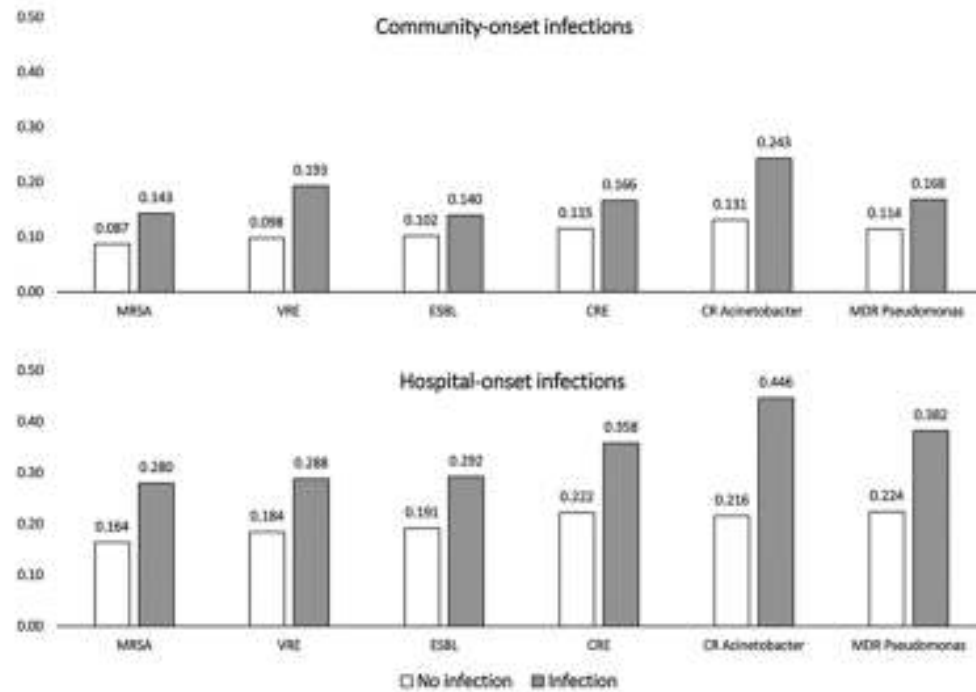 Community-onset infections
0.50
0.40
0.30
0.20
0.10
0.00
0.087 0.143 0.098 0.193 0.102 0.140 0.115 0.166 0.131 0.243 0.114 0.168
MRSA VRE ESBL CRE CR Acinetobacter MDR Pseudomonas
Hospital-onset infections
0.50
0.40
0.30
0.20
0.10
0.00
0.164 0.280 0.184 0.288 0.191 0.292 0.222 0.358 0.216 0.446 0.224 0.382
MRSA VRE ESBL CRE CR Acinetobacter MDR Pseudomonas
No infection Infection